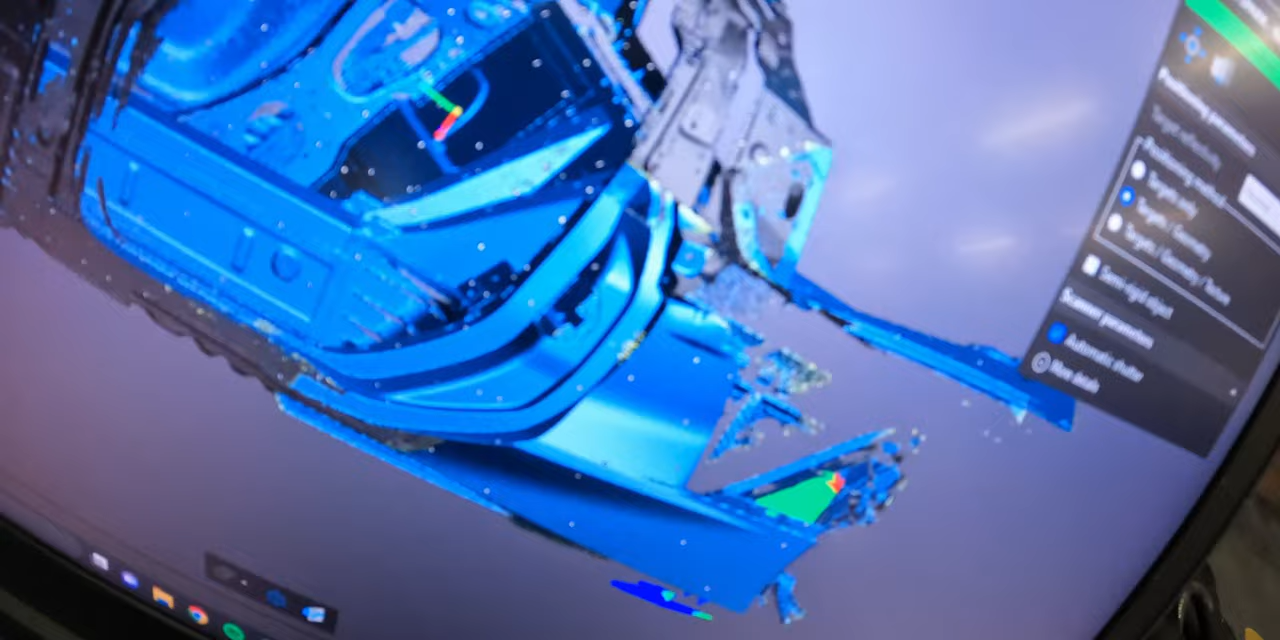 Positioning parameters
Target reflectivity
Positioning method
Targets only
Targets / Geometry
Targets / Geometry / Texture
Semi-rigid object
Scanner parameters
Automatic shutter
More details